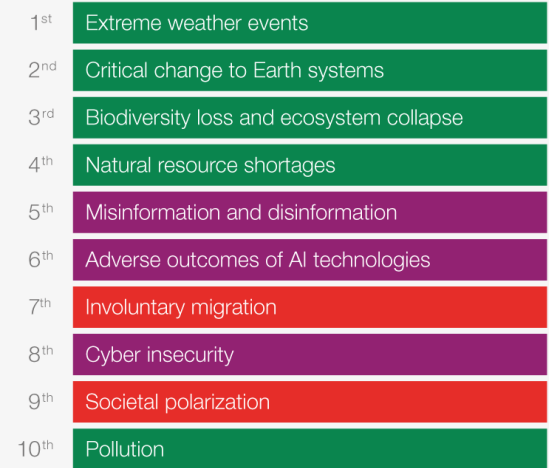 1st Extreme weather events
2nd Critical change to Earth systems
3rd Biodiversity loss and ecosystem collapse
4th Natural resource shortages
5th Misinformation and disinformation
6th Adverse outcomes of AI technologies
7th Involuntary migration
8th Cyber insecurity
9th Societal polarization
10th Pollution